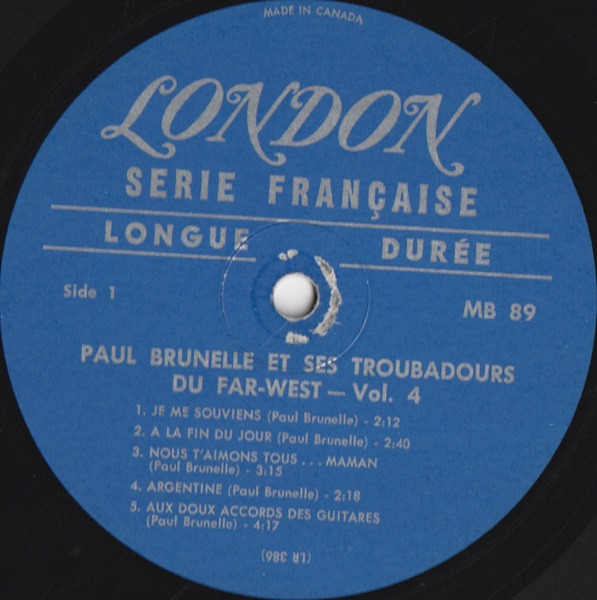 MADE IN CANADA
LONDON
SERIE FRANÇAISE
LONGUE DURÉE
Side 1 MB 89
PAUL BRUNELLE ET SES TROUBADOURS
DU FAR-WEST — Vol. 4
1. JE ME SOUVIENS (Paul Brunelle) - 2:12
2. A LA FIN DU JOUR (Paul Brunelle) - 2:40
3. NOUS T'AIMONS TOUS . . . MAMAN
(Paul Brunelle) - 3:15
4. ARGENTINE (Paul Brunelle) - 2:18
5. AUX DOUX ACCORDS DES GUITARES
(Paul Brunelle) - 4:17
(LR 386)